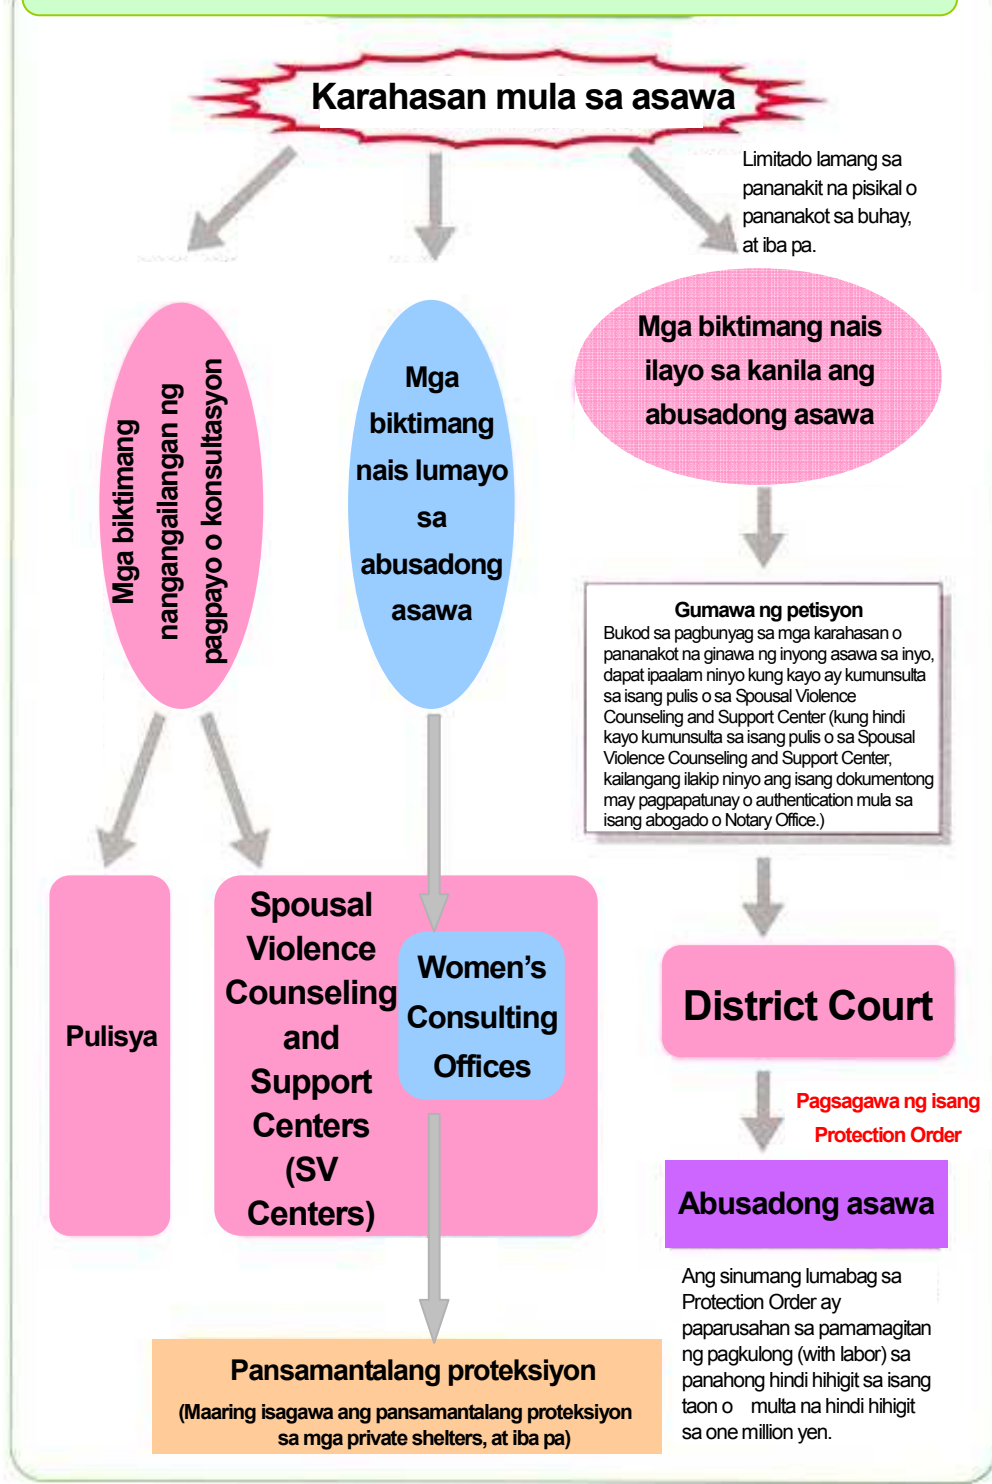 Karahasan mula sa asawa
Limitado lamang sa
pananakit na pisikal o
pananakot sa buhay,
at iba pa.
Mga biktimang
nangangailangan ng
pagpayo o konsultasyon
Mga
biktimang
nais lumayo
sa
abusadong
asawa
Mga biktimang nais
ilayo sa kanila ang
abusadong asawa
Gumawa ng petisyon
Bukod sa pagbunyag sa mga karahasan o
pananakot na ginawa ng inyong asawa sa inyo,
dapat ipaalam ninyo kung kayo ay kumunsulta
sa isang pulis o sa Spousal Violence
Counseling and Support Center (kung hindi
kayo kumunsulta sa isang pulis o sa Spousal
Violence Counseling and Support Center,
kailangang ilakip ninyo ang isang dokumentong
may pagpapatunay o authentication mula sa
isang abogado o Notary Office.)
Pulisya
Spousal
Violence
Counseling
and
Support
Centers
(SV
Centers)
Women's
Consulting
Offices
District Court
Pagsagawa ng isang
Protection Order
Abusadong asawa
Ang sinumang lumabag sa
Protection Order ay
paparusahan sa pamamagitan
ng pagkulong (with labor) sa
panahong hindi hihigit sa isang
taon o multa na hindi hihigit
sa one million yen.
Pansamantalang proteksiyon
(Maaring isagawa ang pansamantalang proteksiyon
sa mga private shelters, at iba pa)